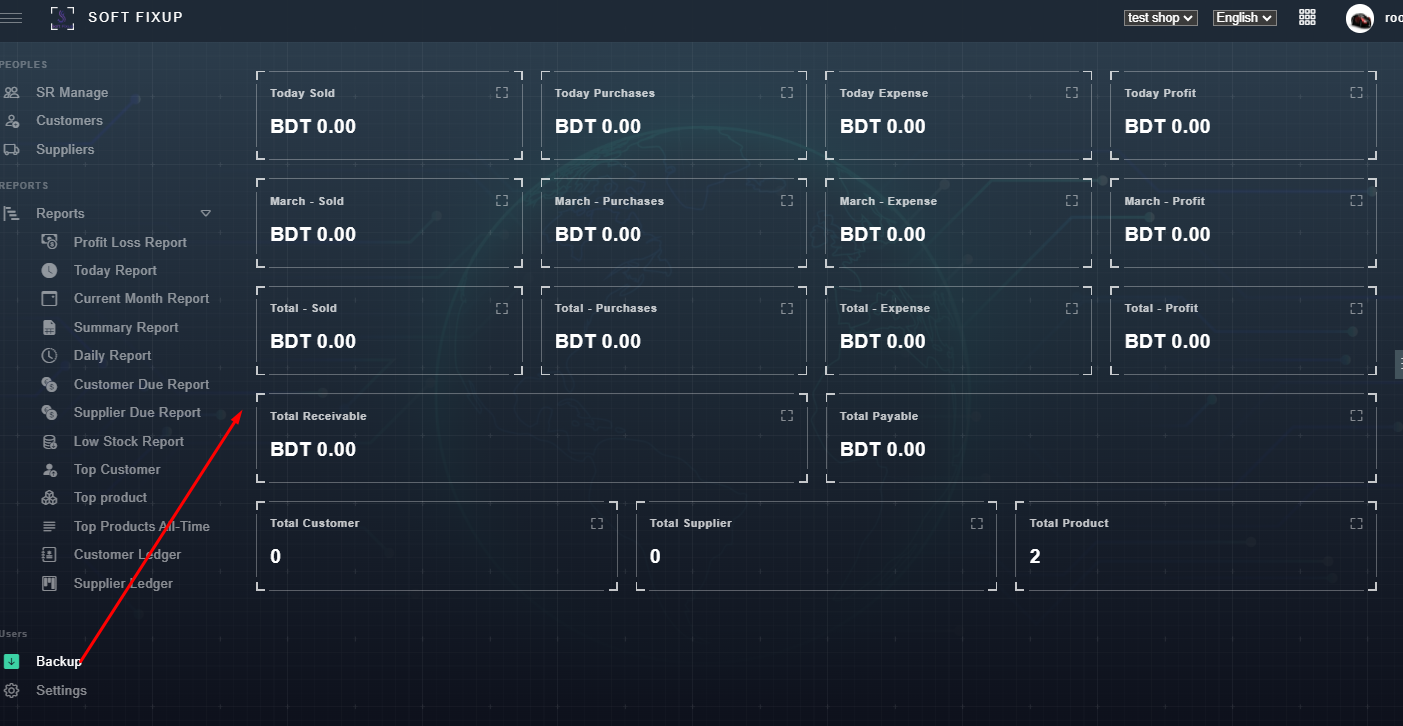 SOFT FIXUP
test shop
English
PEOPLES
SR Manage
Customers
Suppliers
REPORTS
Reports
Profit Loss Report
Today Report
Current Month Report
Summary Report
Daily Report
Customer Due Report
Supplier Due Report
Low Stock Report
Top Customer
Top product
Top Products All-Time
Customer Ledger
Supplier Ledger
Users
Backup
Settings
Today Sold
BDT 0.00
Today Purchases
BDT 0.00
Today Expense
BDT 0.00
Today Profit
BDT 0.00
March - Sold
BDT 0.00
March - Purchases
BDT 0.00
March - Expense
BDT 0.00
March - Profit
BDT 0.00
Total - Sold
BDT 0.00
Total - Purchases
BDT 0.00
Total - Expense
BDT 0.00
Total - Profit
BDT 0.00
Total Receivable
BDT 0.00
Total Payable
BDT 0.00
Total Customer
0
Total Supplier
0
Total Product
2